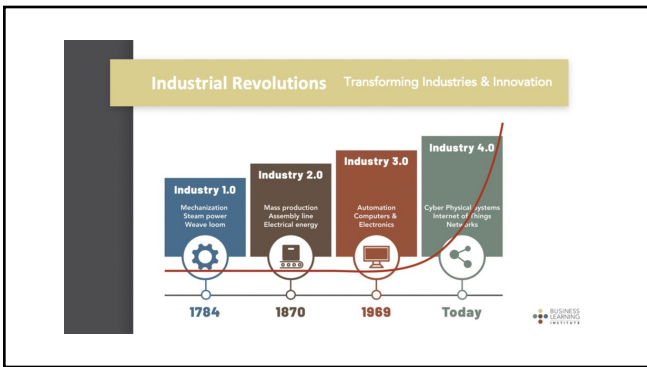 Industrial Revolutions Transforming Industries & Innovation
Industry 1.0
Mechanization
Steam power
Weave loom
Industry 2.0
Mass production
Assembly line
Electrical energy
Industry 3.0
Automation
Computers &
Electronics
Industry 4.0
Cyber Physical Systems
Internet of Things
Networks
1784
1870
1969
Today
BUSINESS
LEARNING
INSTITUTE